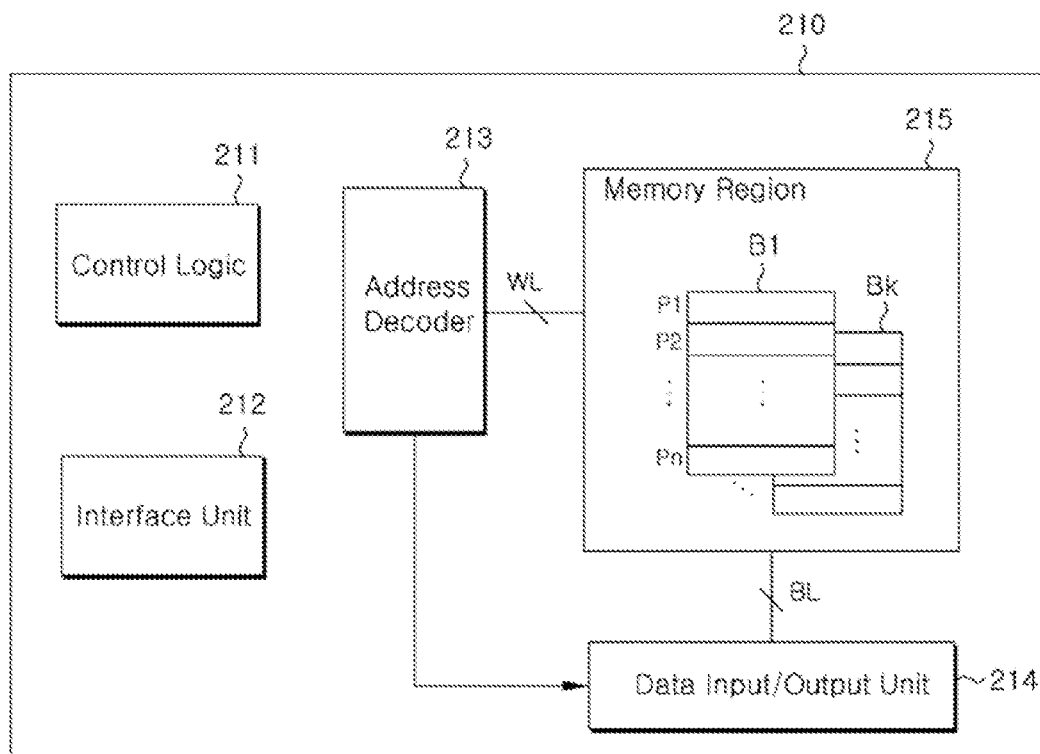 210
213
215
211
Memory Region
Control Logic
Address
Decoder
WL
B1
Bk
P1
P2
Pn
212
Interface Unit
BL
Data Input/Output Unit
214